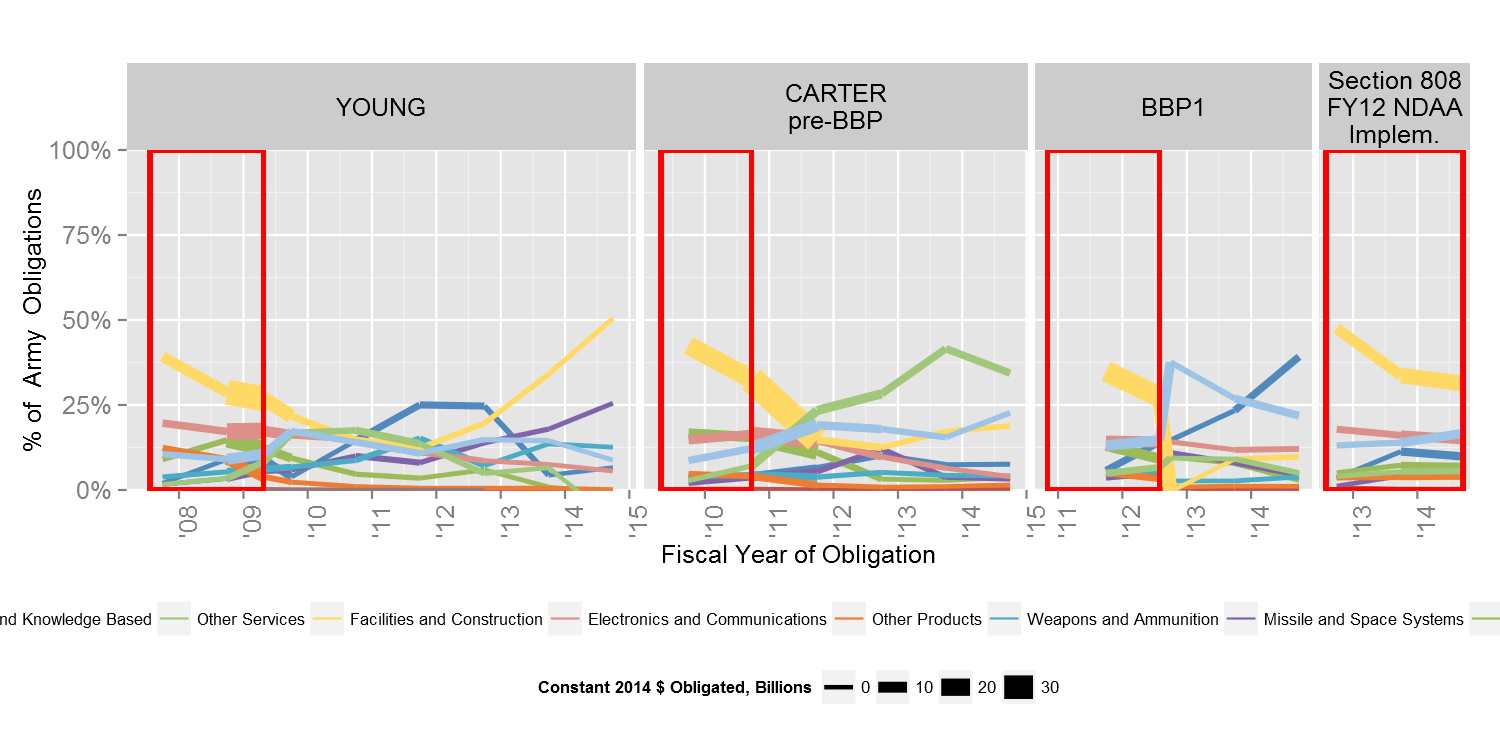 YOUNG
CARTER
pre-BBP
BBP1
Section 808
FY12 NDAA
Implem.
100%
75%
50%
25%
0%
% of Army Obligations
'08
'09
'10
'11
'12
'13
'14
'15
'10
'11
'12
'13
'14
'15
'11
'12
'13
'14
'13
'14
Fiscal Year of Obligation
nd Knowledge Based Other Services Facilities and Construction Electronics and Communications Other Products Weapons and Ammunition Missile and Space Systems
Constant 2014 $ Obligated, Billions 0 10 20 30